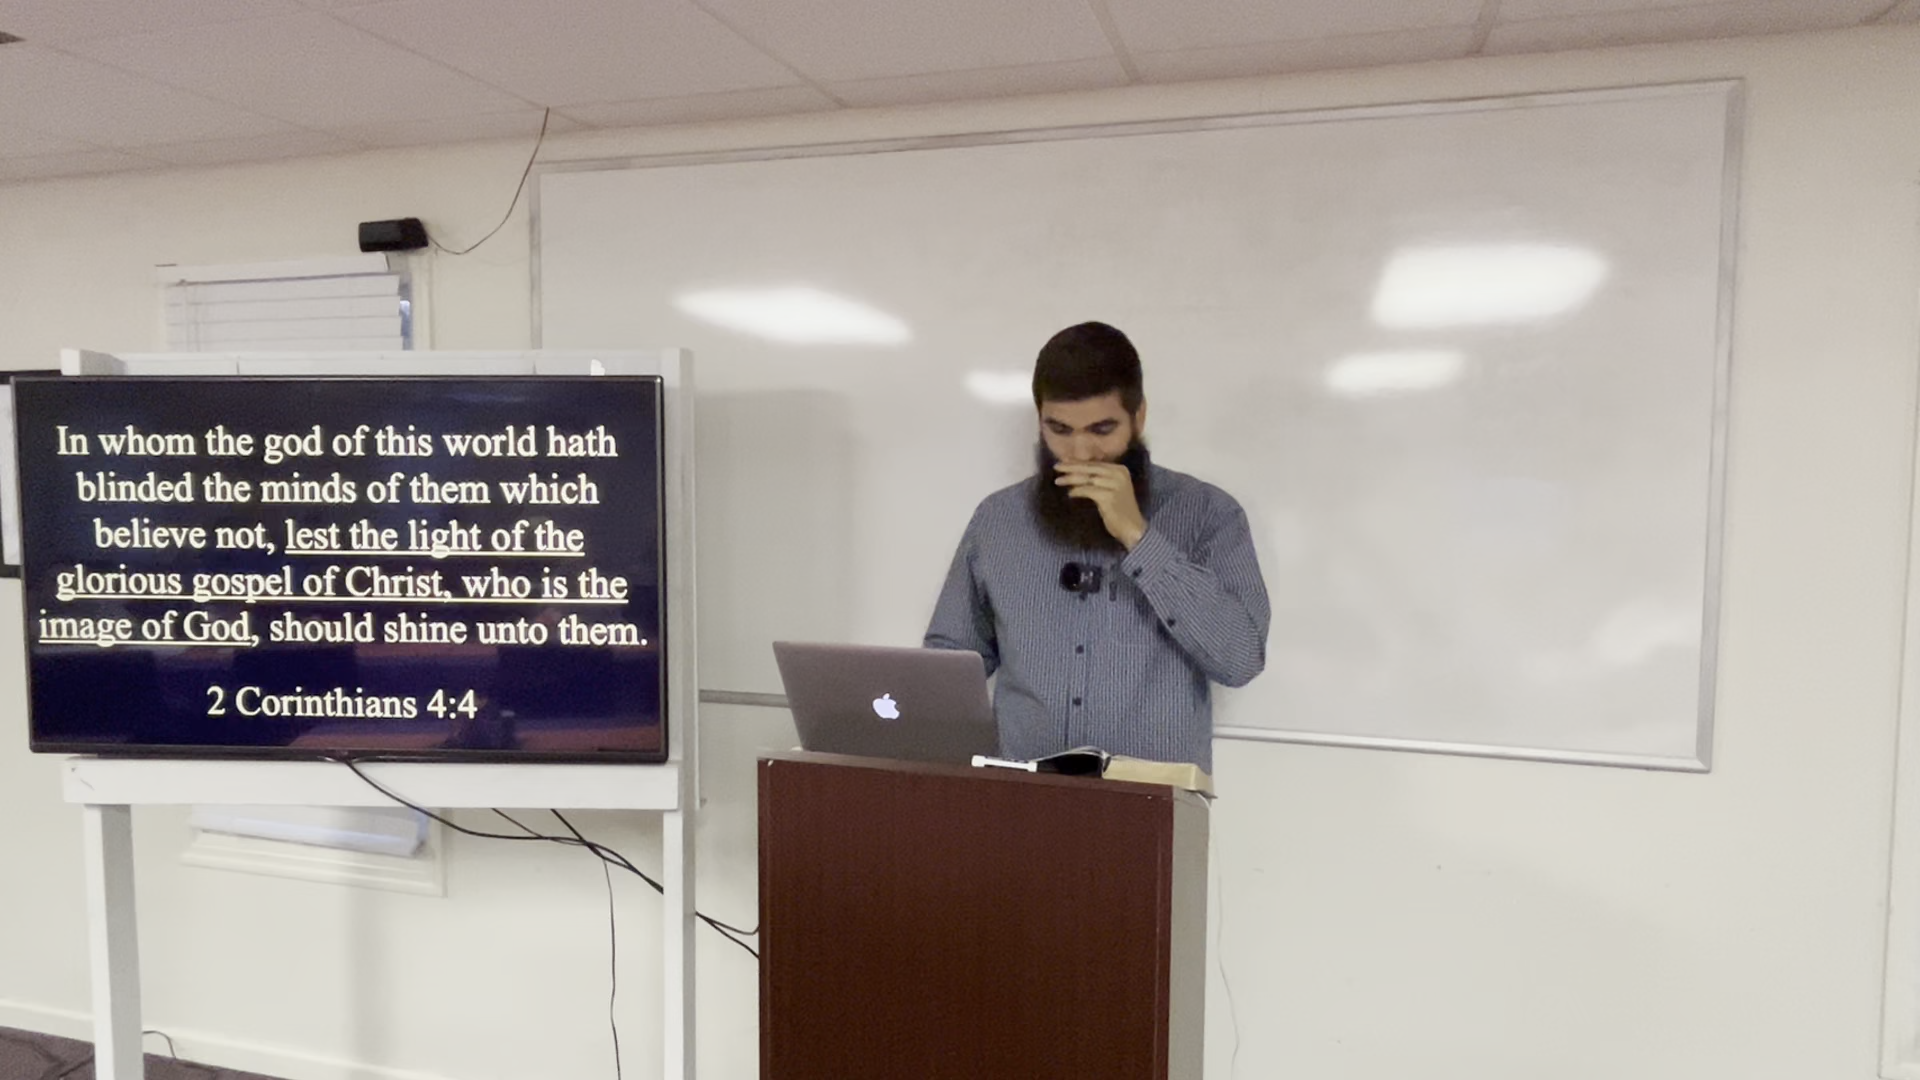 In whom the god of this world hath
blinded the minds of them which
believe not, lest the light of the
glorious gospel of Christ, who is the
image of God, should shine unto them.
2 Corinthians 4:4